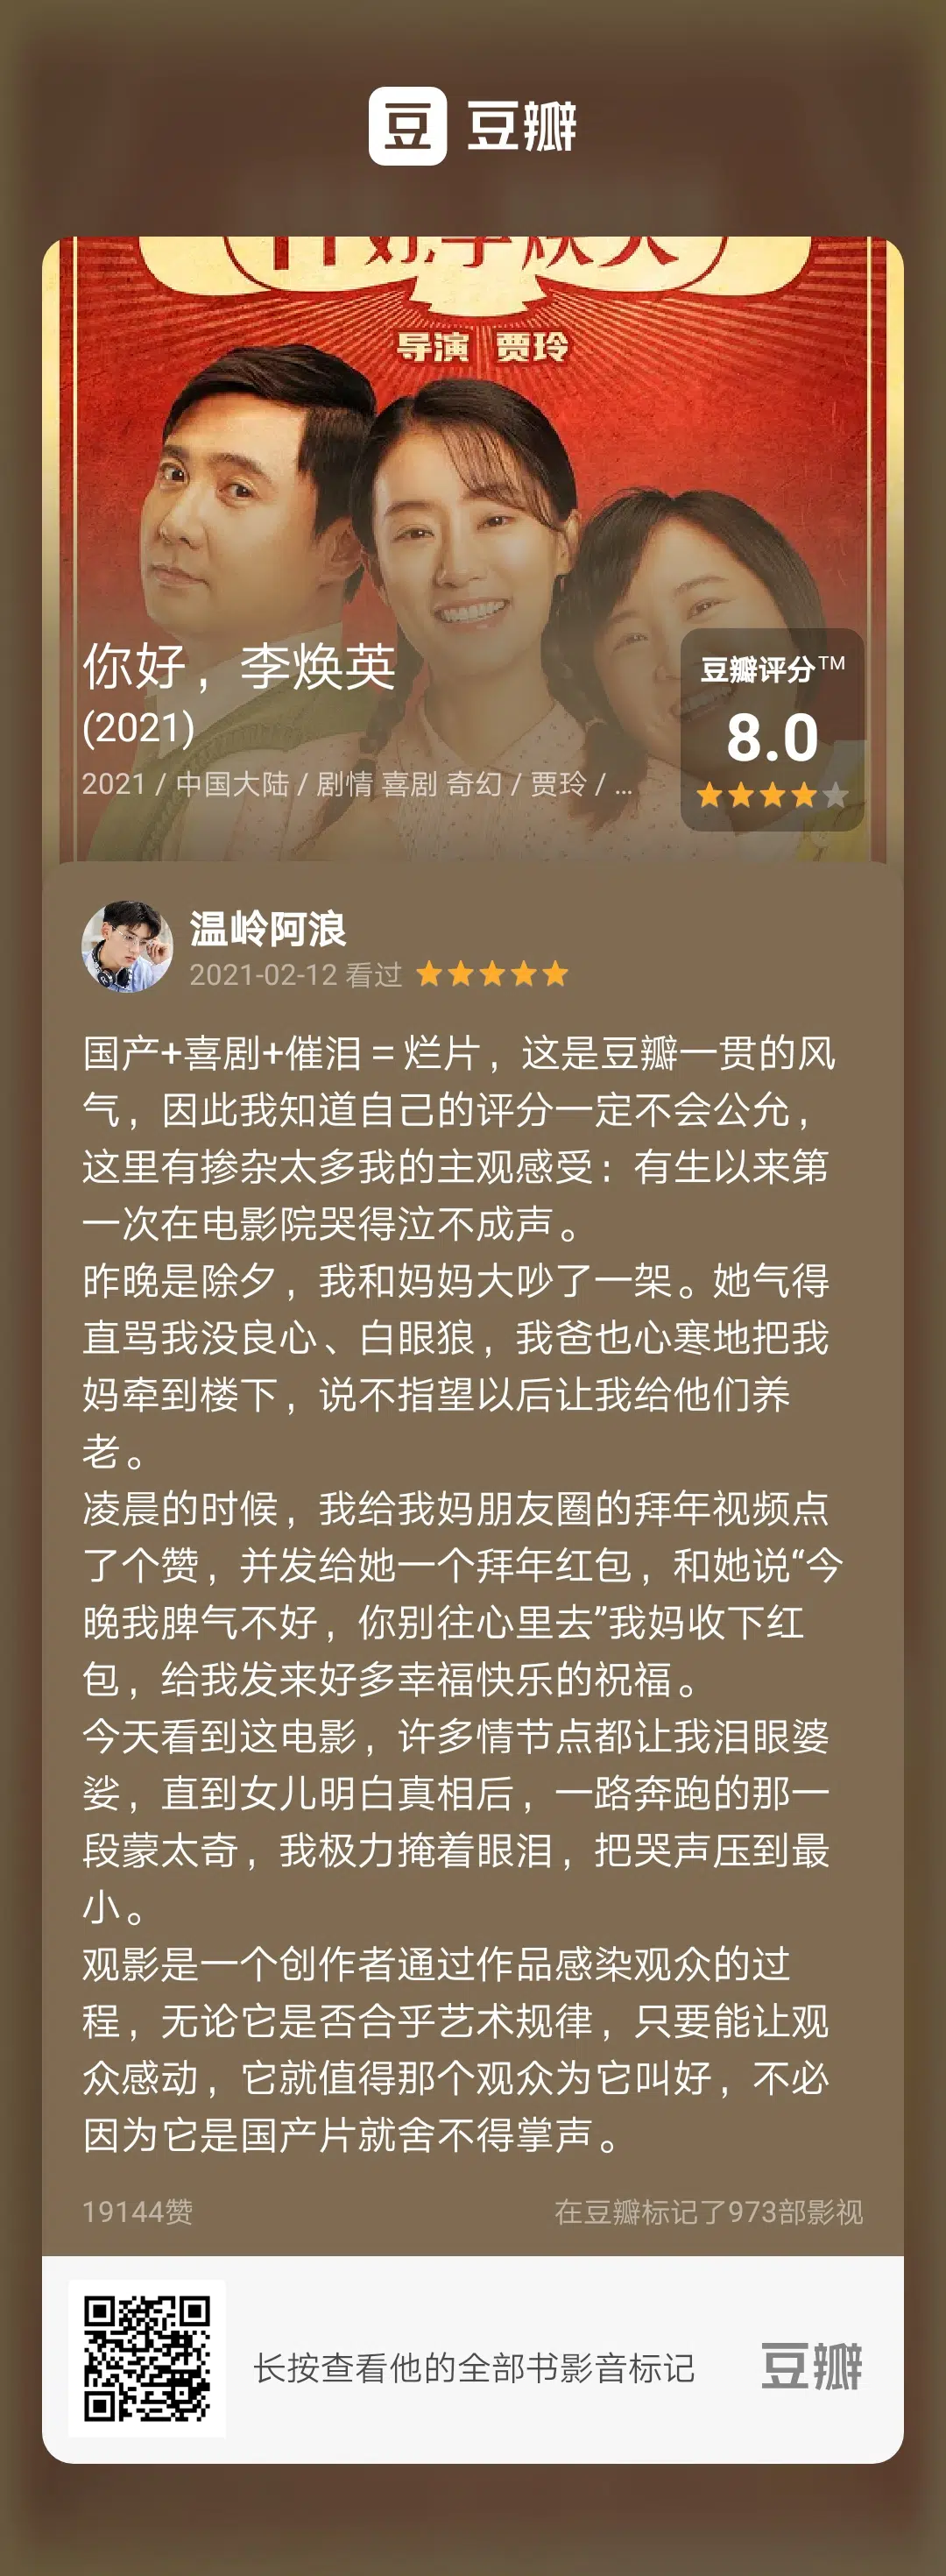 豆 豆瓣
你好,李焕英
导演 贾玲
你好，李焕英
(2021)
2021 / 中国大陆 / 剧情 喜剧 奇幻 / 贾玲 / ...
豆瓣评分™
8.0
温岭阿浪
2021-02-12 看过
国产+喜剧+催泪 = 烂片，这是豆瓣一贯的风
气，因此我知道自己的评分一定不会公允，
这里有掺杂太多我的主观感受：有生以来第
一次在电影院哭得泣不成声。
昨晚是除夕，我和妈妈大吵了一架。她气得
直骂我没良心、白眼狼，我爸也心寒地把我
妈牵到楼下，说不指望以后让我给他们养
老。
凌晨的时候，我给我妈朋友圈的拜年视频点
了个赞，并发给她一个拜年红包，和她说“今
晚我脾气不好，你别往心里去”我妈收下红
包，给我发来好多幸福快乐的祝福。
今天看到这电影，许多情节点都让我泪眼婆
娑，直到女儿明白真相后，一路奔跑的那一
段蒙太奇，我极力掩着眼泪，把哭声压到最
小。
观影是一个创作者通过作品感染观众的过
程，无论它是否合乎艺术规律，只要能让观
众感动，它就值得那个观众为它叫好，不必
因为它是国产片就舍不得掌声。
19144赞
在豆瓣标记了973部影视
长按查看他的全部书影音标记
豆瓣